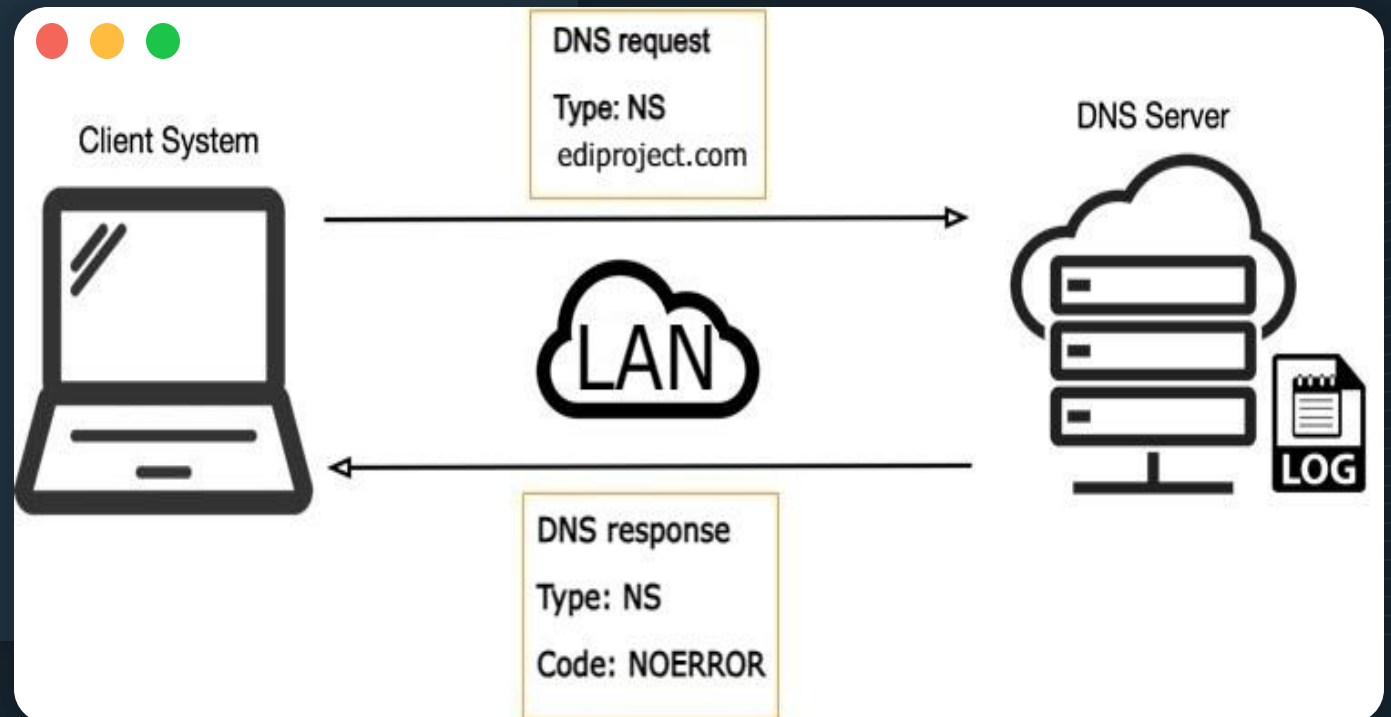 DNS request
Type: NS
ediproject.com
Client System
DNS Server
LAN
LOG
DNS response
Type: NS
Code: NOERROR